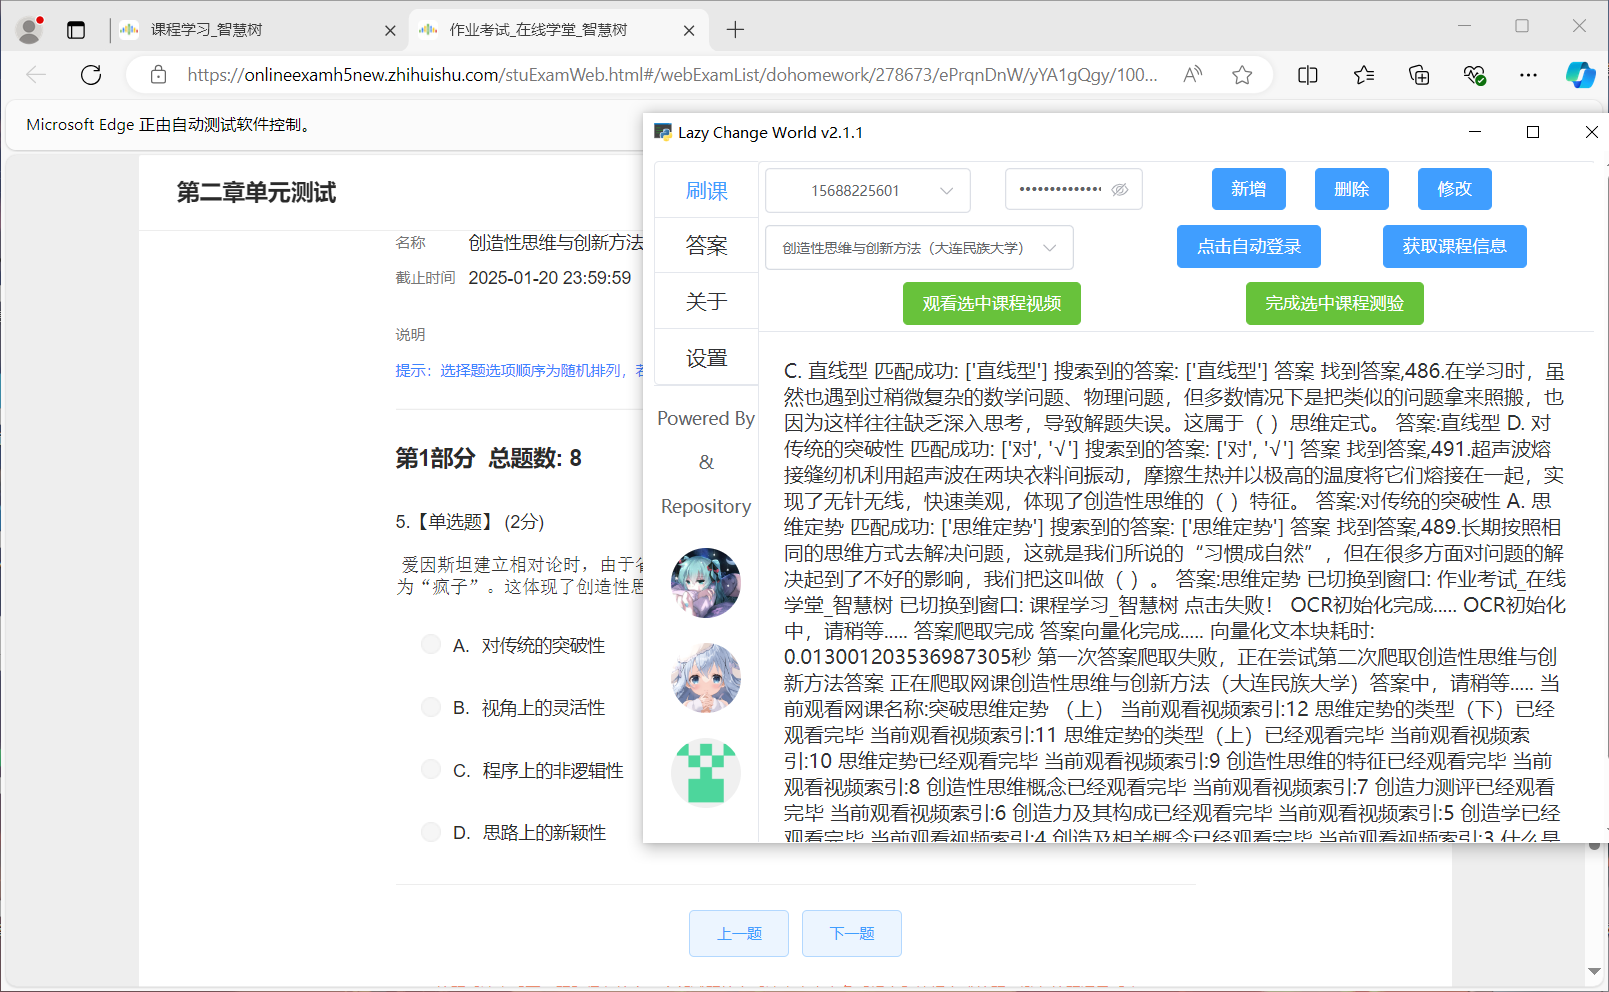 课程学习_智慧树
作业考试_在线学堂_智慧树
https://onlineexamh5new.zhihuishu.com/stuExamWeb.html#/webExamList/dohomework/278673/ePrqnDnW/yYA1gQgy/100...
Microsoft Edge 正由自动测试软件控制。
第二章单元测试
名称 创造性思维与创新方法
截止时间 2025-01-20 23:59:59
说明
提示：选择题选项顺序为随机排列，
第1部分 总题数: 8
5.【单选题】 (2分)
爱因斯坦建立相对论时，由于
为“疯子”。这体现了创造性思
A. 对传统的突破性
B. 视角上的灵活性
C. 程序上的非逻辑性
D. 思路上的新颖性
上一题 下一题
Lazy Change World v2.1.1
刷课
答案
关于
设置
Powered By
&
Repository
15688225601
新增 删除 修改
创造性思维与创新方法（大连民族大学）
点击自动登录 获取课程信息
观看选中课程视频 完成选中课程测验
C. 直线型 匹配成功: ['直线型'] 搜索到的答案: ['直线型'] 答案 找到答案,486.在学习时，虽
然也遇到过稍微复杂的数学问题、物理问题，但多数情况下是把类似的问题拿来照搬，也
因为这样往往缺乏深入思考，导致解题失误。这属于（ ）思维定式。 答案:直线型 D. 对
传统的突破性 匹配成功: ['对', '√'] 搜索到的答案: ['对', '√'] 答案 找到答案,491.超声波熔
接缝纫机利用超声波在两块衣料间振动，摩擦生热并以极高的温度将它们熔接在一起，实
现了无针无线，快速美观，体现了创造性思维的（ ）特征。 答案:对传统的突破性 A. 思
维定势 匹配成功: ['思维定势'] 搜索到的答案: ['思维定势'] 答案 找到答案,489.长期按照相
同的思维方式去解决问题，这就是我们所说的“习惯成自然”，但在很多方面对问题的解
决起到了不好的影响，我们把这叫做（ ）。 答案:思维定势 已切换到窗口: 作业考试_在线
学堂_智慧树 已切换到窗口: 课程学习_智慧树 点击失败！ OCR初始化完成..... OCR初始化
中，请稍等..... 答案爬取完成 答案向量化完成..... 向量化文本块耗时:
0.013001203536987305秒 第一次答案爬取失败，正在尝试第二次爬取创造性思维与创
新方法答案 正在爬取网课创造性思维与创新方法（大连民族大学）答案中，请稍等..... 当
前观看网课名称:突破思维定势 （上） 当前观看视频索引:12 思维定势的类型（下）已经
观看完毕 当前观看视频索引:11 思维定势的类型（上）已经观看完毕 当前观看视频索
引:10 思维定势已经观看完毕 当前观看视频索引:9 创造性思维的特征已经观看完毕 当前
观看视频索引:8 创造性思维概念已经观看完毕 当前观看视频索引:7 创造力测评已经观看
完毕 当前观看视频索引:6 创造力及其构成已经观看完毕 当前观看视频索引:5 创造学已经
观看完毕 当前观看视频索引:4 创造及相关概念已经观看完毕 当前观看视频索引:3 什么是